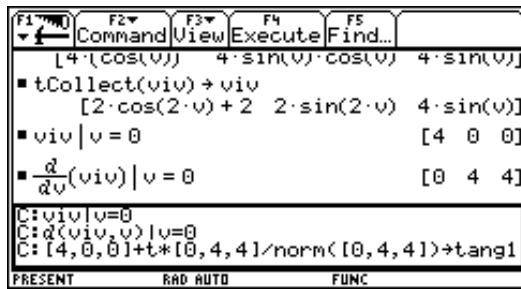 F1 F2 F3 F4 F5
Command View Execute Find...
[4·(cos(v)) 4·sin(v)·cos(v) 4·sin(v)]
▪ tCollect(viv) → viv
[2·cos(2·v)+2 2·sin(2·v) 4·sin(v)]
▪ viv | v = 0 [4 0 0]
▪ d/dv (viv) | v = 0 [0 4 4]
C:viv|v=0
C:d(viv,v)|v=0
C:[4,0,0]+t*[0,4,4]/norm([0,4,4])→tang1
PRESENT RAD AUTO FUNC